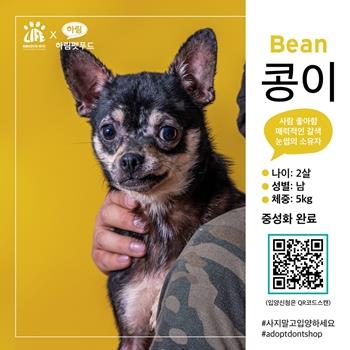 LIFE
X
하림
하림펫푸드
Bean
콩이
사람 좋아함
매력적인 갈색
눈썹의 소유자
● 나이: 2살
● 성별: 남
● 체중: 5kg
중성화 완료
(입양신청은 QR코드스캔)
#사지말고입양하세요
#adoptdontshop